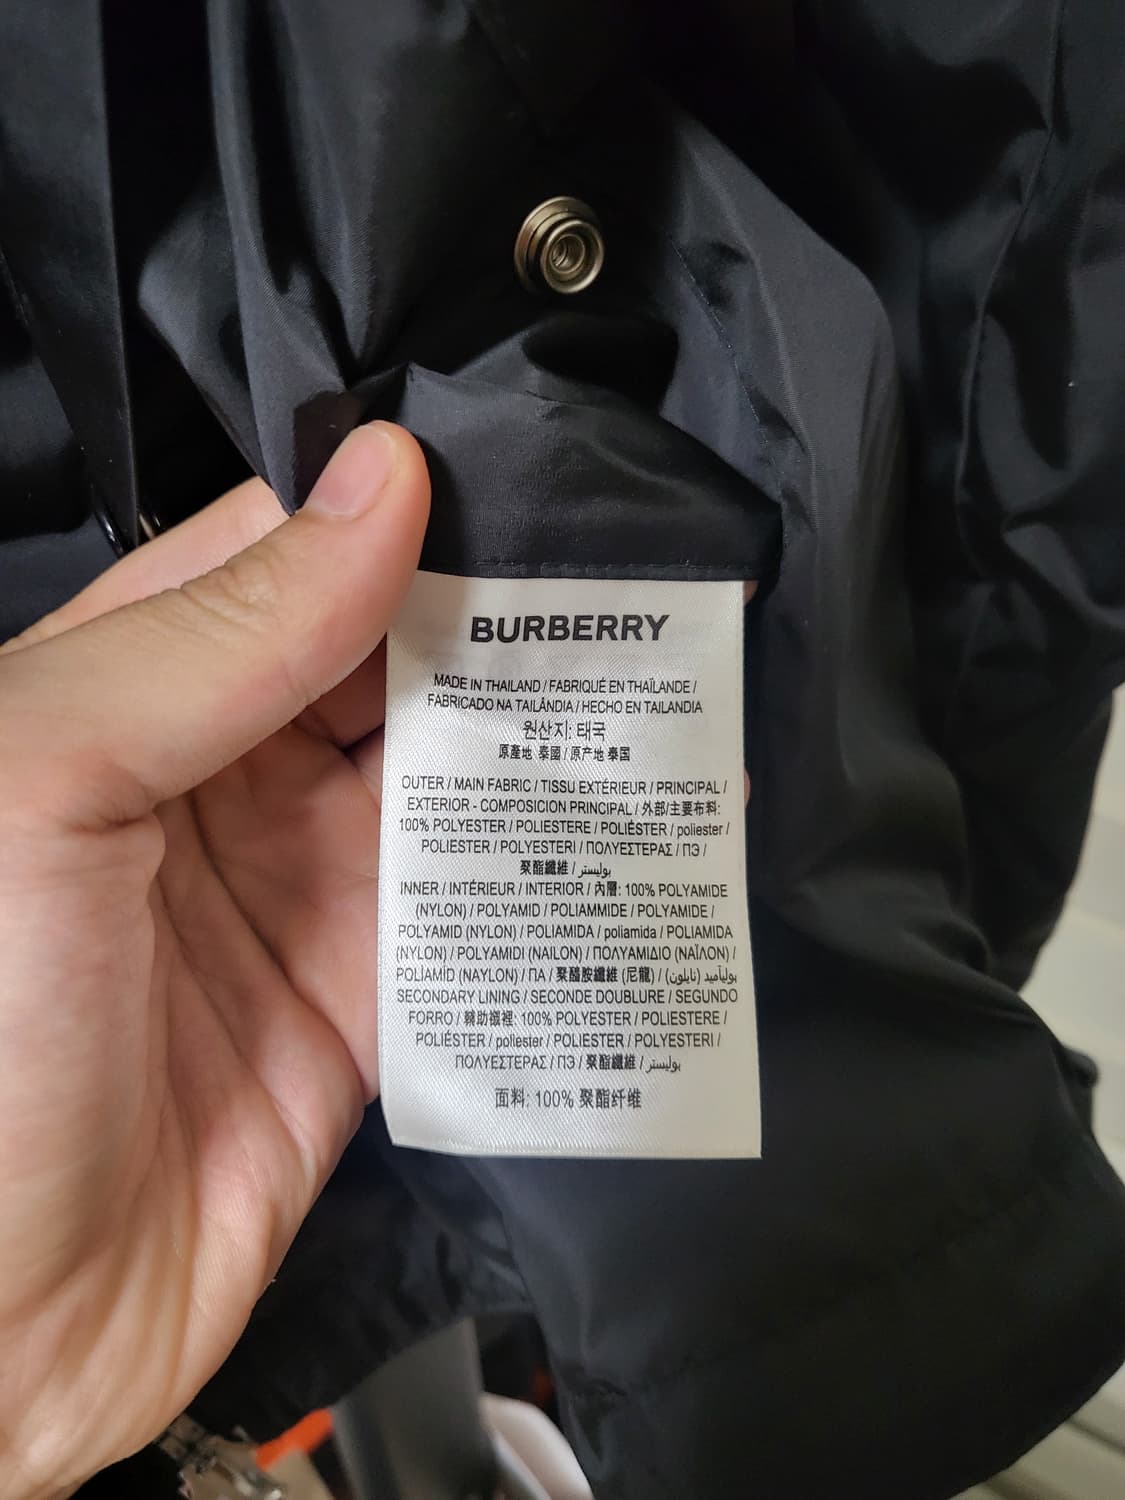 BURBERRY
MADE IN THAILAND / FABRIQUÉ EN THAÏLANDE /
FABRICADO NA TAILÂNDIA / HECHO EN TAILANDIA
원산지: 태국
原產地 泰國 / 原产地 泰国
OUTER / MAIN FABRIC / TISSU EXTÉRIEUR / PRINCIPAL /
EXTERIOR - COMPOSICION PRINCIPAL / 外部/主要布料:
100% POLYESTER / POLIESTERE / POLIÉSTER / poliester /
POLIESTER / POLYESTERI / ΠΟΛΥΕΣΤΕΡΑΣ / ПЭ /
聚酯纖維 / بوليستر
INNER / INTÉRIEUR / INTERIOR / 內層: 100% POLYAMIDE
(NYLON) / POLYAMID / POLIAMMIDE / POLYAMIDE /
POLYAMID (NYLON) / POLIAMIDA / poliamida / POLIAMIDA
(NYLON) / POLYAMIDI (NAILON) / ΠΟΛΥΑΜΙΔΙΟ (ΝΑΪΛΟΝ) /
POLİAMİD (NAYLON) / ПА / 聚醯胺纖維 (尼龍) / بولیآمید (نايلون)
SECONDARY LINING / SECONDE DOUBLURE / SEGUNDO
FORRO / 輔助襯裡: 100% POLYESTER / POLIESTERE /
POLIÉSTER / poliester / POLIESTER / POLYESTERI /
ΠΟΛΥΕΣΤΕΡΑΣ / ПЭ / 聚酯纖維 / بوليستر
面料: 100% 聚酯纤维